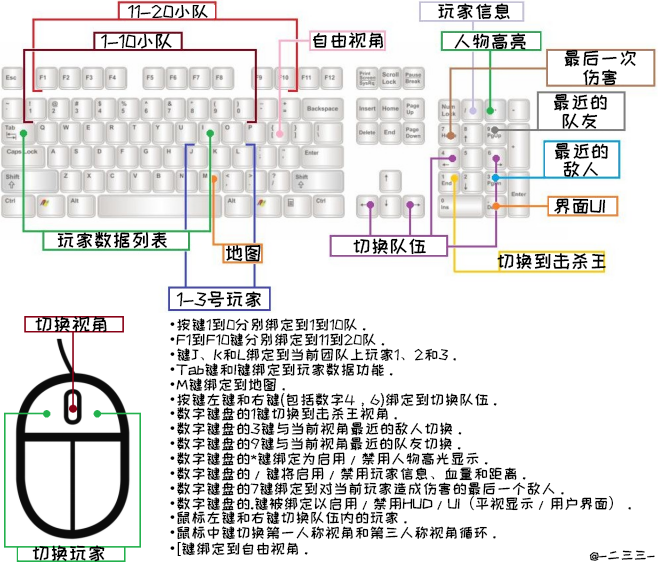 11-20小队
1-10小队
自由视角
玩家信息
人物高亮
最后一次
伤害
最近的
队友
最近的
敌人
界面UI
切换到击杀王
切换队伍
玩家数据列表
地图
1-3号玩家
切换视角
切换玩家
Esc F1 F2 F3 F4 F5 F6 F7 F8 F9 F10 F11 F12
Print Screen SysRq
Scroll Lock
Pause Break
Backspace
Insert Home Page Up
Delete End Page Down
Num Lock
Tab Q W E R T Y U I O P
Caps Lock A S D F G H J K L Enter
Shift Z X C V B N M Shift
Ctrl Alt Alt Ctrl
Enter
•按键1到0分别绑定到1到10队.
•F1到F10键分别绑定到11到20队.
•键J、K和L绑定到当前团队上玩家1、2和3.
•Tab键和I键绑定到玩家数据功能.
•M键绑定到地图.
•按键左键和右键(包括数字4,6)绑定到切换队伍.
•数字键盘的1键切换到击杀王视角.
•数字键盘的3键与当前视角最近的敌人切换.
•数字键盘的9键与当前视角最近的队友切换.
•数字键盘的*键绑定为启用/禁用人物高光显示.
•数字键盘的/键将启用/禁用玩家信息、血量和距离.
•数字键盘的7键绑定到对当前玩家造成伤害的最后一个敌人.
•数字键盘的.键被绑定以启用/禁用HUD/UI（平视显示/用户界面）.
•鼠标左键和右键切换队伍内的玩家.
•鼠标中键切换第一人称视角和第三人称视角循环.
•[键绑定到自由视角.
@-二三三-